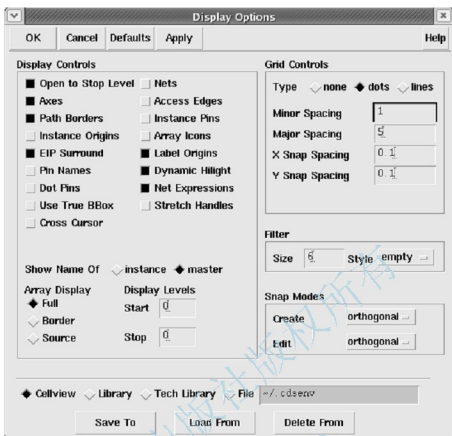 Display Options
OK Cancel Defaults Apply Help
Display Controls
Open to Stop Level Nets
Axes Access Edges
Path Borders Instance Pins
Instance Origins Array Icons
EIP Surround Label Origins
Pin Names Dynamic Hilight
Dot Pins Net Expressions
Use True BBox Stretch Handles
Cross Cursor
Show Name Of instance master
Array Display Display Levels
Full Start 0
Border
Source Stop 0
Grid Controls
Type none dots lines
Minor Spacing 1
Major Spacing 5
X Snap Spacing 0.1
Y Snap Spacing 0.1
Filter
Size 6 Style empty
Snap Modes
Create orthogonal
Edit orthogonal
Cellview Library Tech Library File ~/.cdsenv
Save To Load From Delete From